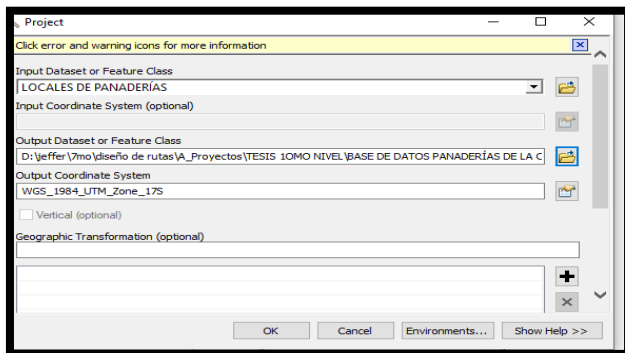 Project
Click error and warning icons for more information
Input Dataset or Feature Class
LOCALES DE PANADERÍAS
Input Coordinate System (optional)
Output Dataset or Feature Class
D:\jeffer\7mo\diseño de rutas\A_Proyectos\TESIS 10MO NIVEL\BASE DE DATOS PANADERÍAS DE LA C
Output Coordinate System
WGS_1984_UTM_Zone_17S
Vertical (optional)
Geographic Transformation (optional)
OK Cancel Environments... Show Help >>